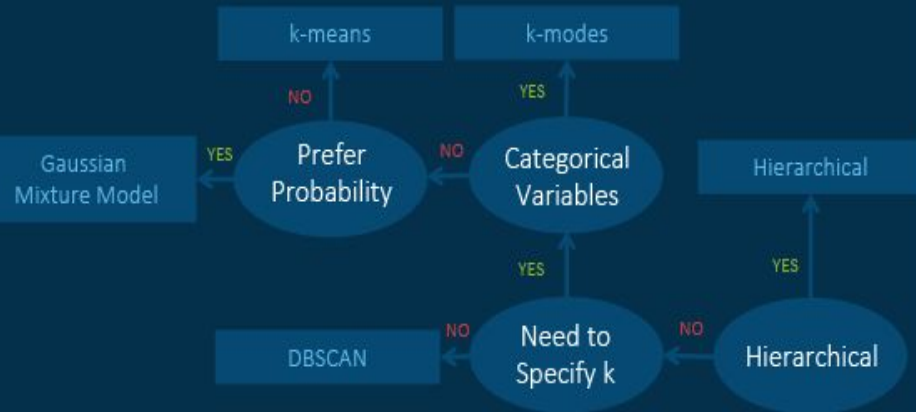 k-means
k-modes
NO
YES
Gaussian
Mixture Model
YES
Prefer
Probability
NO
Categorical
Variables
Hierarchical
YES
YES
DBSCAN
NO
Need to
Specify k
NO
Hierarchical